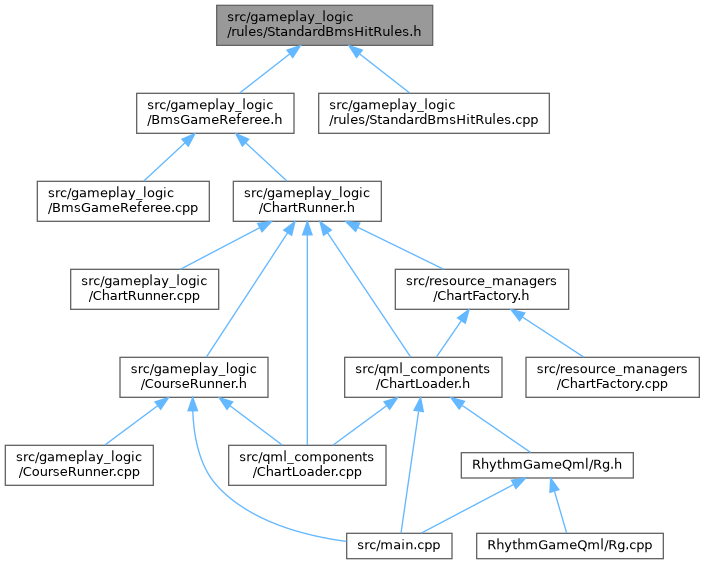 src/gameplay_logic
/rules/StandardBmsHitRules.h
src/gameplay_logic
/BmsGameReferee.h
src/gameplay_logic
/rules/StandardBmsHitRules.cpp
src/gameplay_logic
/BmsGameReferee.cpp
src/gameplay_logic
/ChartRunner.h
src/gameplay_logic
/ChartRunner.cpp
src/resource_managers
/ChartFactory.h
src/gameplay_logic
/CourseRunner.h
src/qml_components
/ChartLoader.h
src/resource_managers
/ChartFactory.cpp
src/gameplay_logic
/CourseRunner.cpp
src/qml_components
/ChartLoader.cpp
RhythmGameQml/Rg.h
src/main.cpp
RhythmGameQml/Rg.cpp